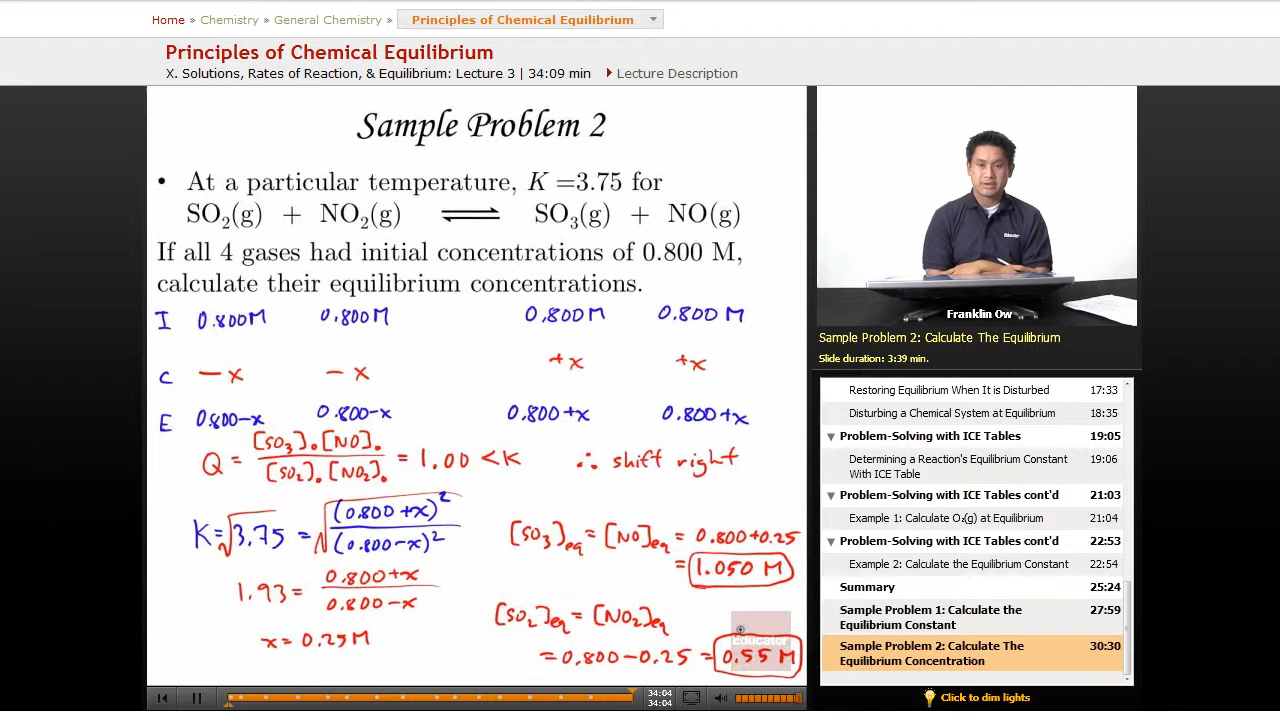 Home » Chemistry » General Chemistry » Principles of Chemical Equilibrium
Principles of Chemical Equilibrium
X. Solutions, Rates of Reaction, & Equilibrium: Lecture 3 | 34:09 min Lecture Description
Sample Problem 2
• At a particular temperature, K =3.75 for
SO₂(g) + NO₂(g) ⇌ SO₃(g) + NO(g)
If all 4 gases had initial concentrations of 0.800 M,
calculate their equilibrium concentrations.
I 0.800M 0.800M 0.800M 0.800M
C -x -x +x +x
E 0.800-x 0.800-x 0.800+x 0.800+x
Q = [SO₃]₀[NO]₀ / [SO₂]₀[NO₂]₀ = 1.00 < K ∴ shift right
K = √3.75 = √(0.800+x)² / (0.800-x)²
1.93 = 0.800+x / 0.800-x
x = 0.25M
[SO₃]eq = [NO]eq = 0.800+0.25
= 1.050 M
[SO₂]eq = [NO₂]eq
= 0.800-0.25 = 0.55 M
Educator
Educator
Franklin Ow
Sample Problem 2: Calculate The Equilibrium
Slide duration: 3:39 min.
Restoring Equilibrium When It is Disturbed 17:33
Disturbing a Chemical System at Equilibrium 18:35
Problem-Solving with ICE Tables 19:05
Determining a Reaction's Equilibrium Constant 19:06
With ICE Table
Problem-Solving with ICE Tables cont'd 21:03
Example 1: Calculate O₃(g) at Equilibrium 21:04
Problem-Solving with ICE Tables cont'd 22:53
Example 2: Calculate the Equilibrium Constant 22:54
Summary 25:24
Sample Problem 1: Calculate the 27:59
Equilibrium Constant
Sample Problem 2: Calculate The 30:30
Equilibrium Concentration
34:04
34:04
Click to dim lights